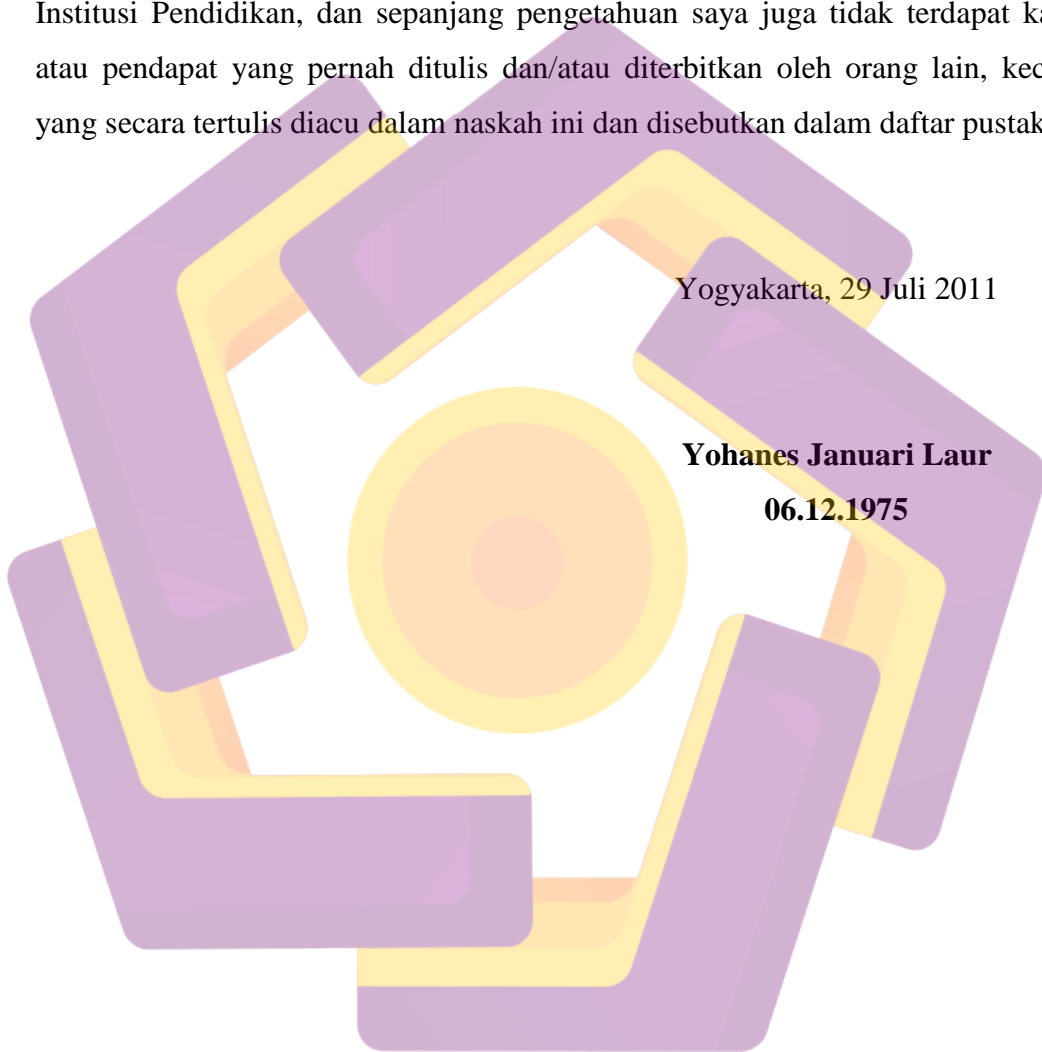 Institusi Pendidikan, dan sepanjang pengetahuan saya juga tidak terdapat ka
atau pendapat yang pernah ditulis dan/atau diterbitkan oleh orang lain, kec
yang secara tertulis diacu dalam naskah ini dan disebutkan dalam daftar pustak
Yogyakarta, 29 Juli 2011
Yohanes Januari Laur
06.12.1975